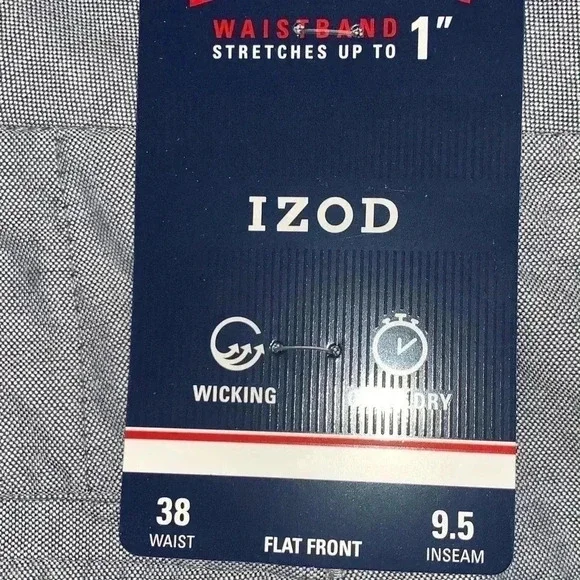 WAISTBAND
STRETCHES UP TO 1"
IZOD
WICKING
DRY
38
WAIST
FLAT FRONT
9.5
INSEAM